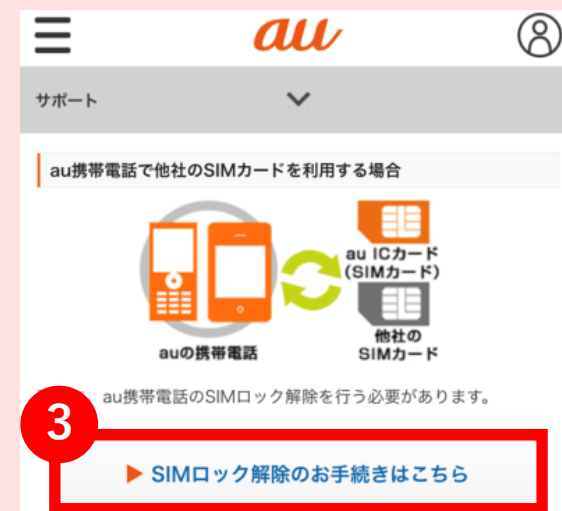 au
サポート
au携帯電話で他社のSIMカードを利用する場合
au ICカード
(SIMカード)
他社の
SIMカード
auの携帯電話
au携帯電話のSIMロック解除を行う必要があります。
3
▶ SIMロック解除のお手続きはこちら